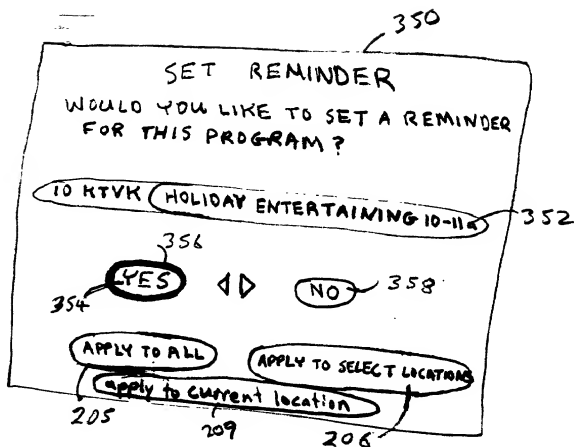 350
SET REMINDER
WOULD YOU LIKE TO SET A REMINDER
FOR THIS PROGRAM?
10 KTVK HOLIDAY ENTERTAINING 10-11a 352
356
354 YES NO 358
APPLY TO ALL APPLY TO SELECT LOCATIONS
apply to current location
205 209 206